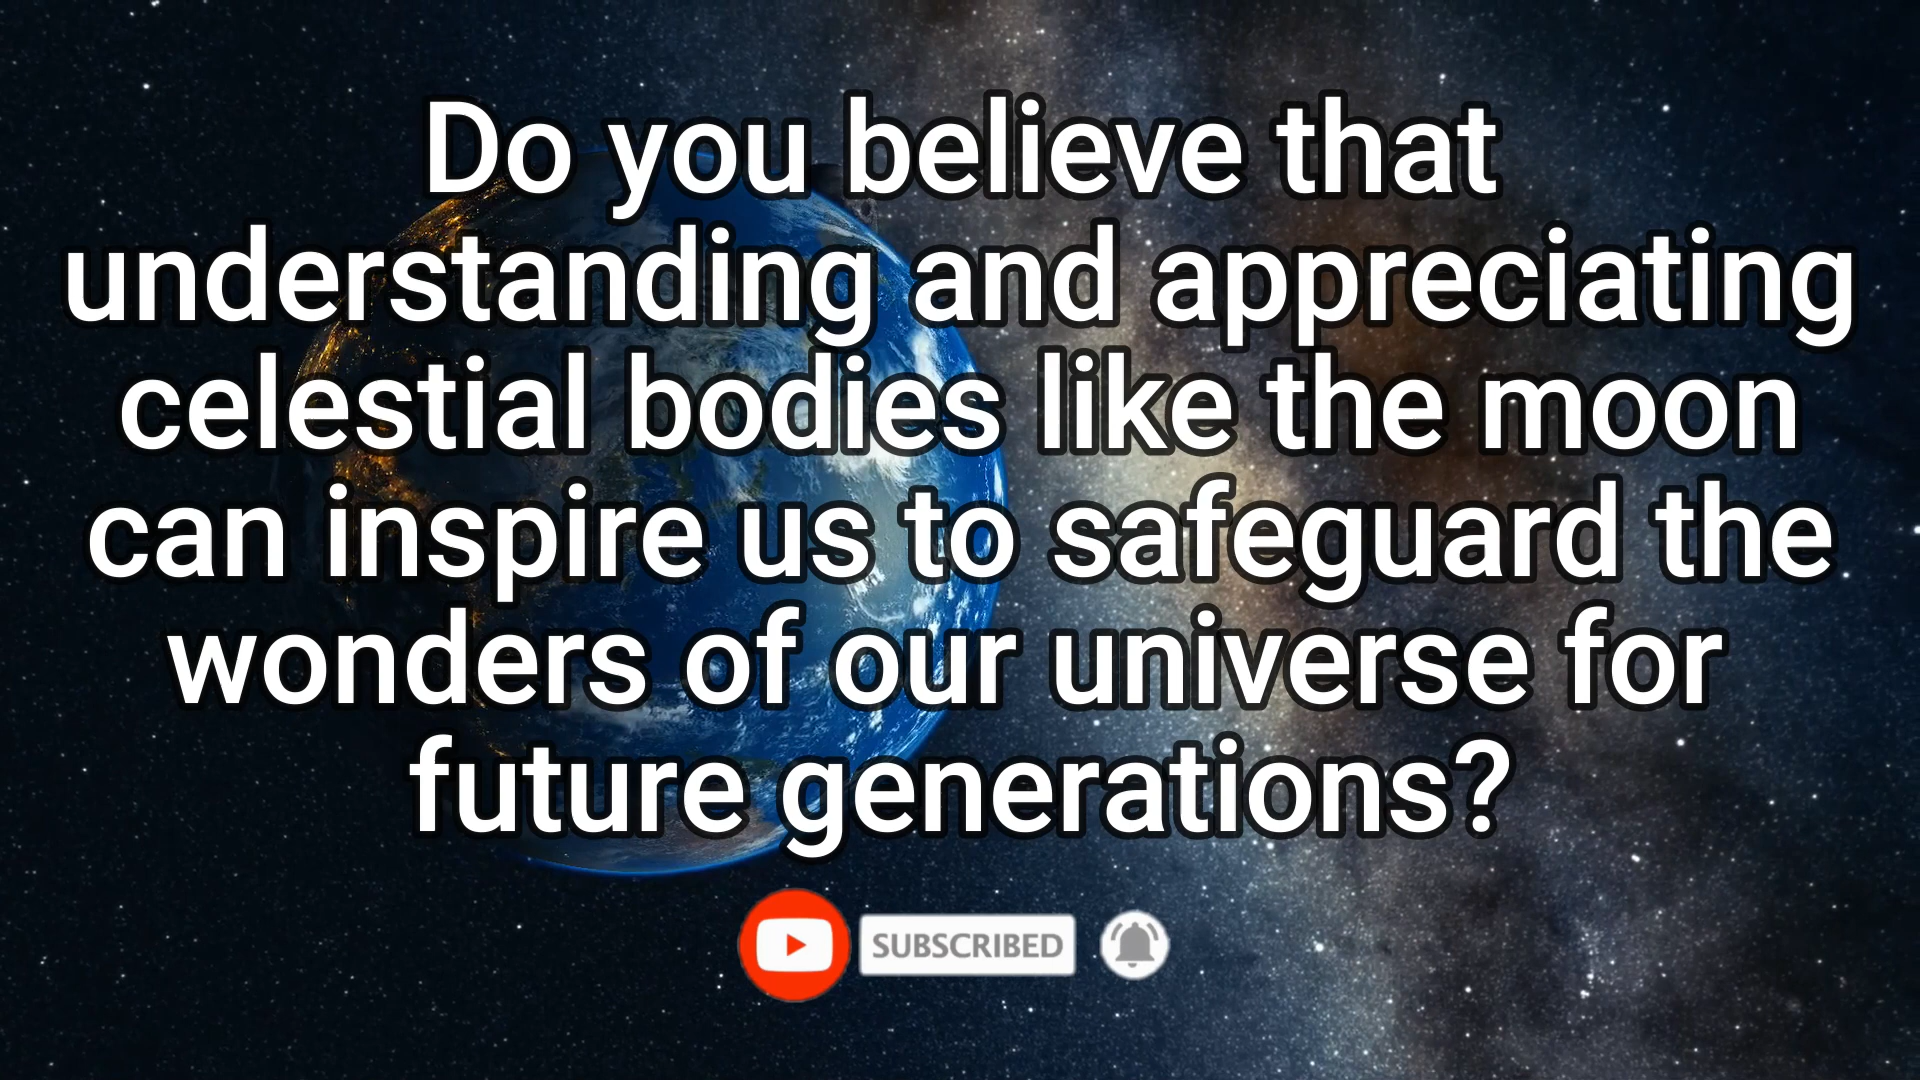 Do you believe that
understanding and appreciating
celestial bodies like the moon
can inspire us to safeguard the
wonders of our universe for
future generations?
SUBSCRIBED